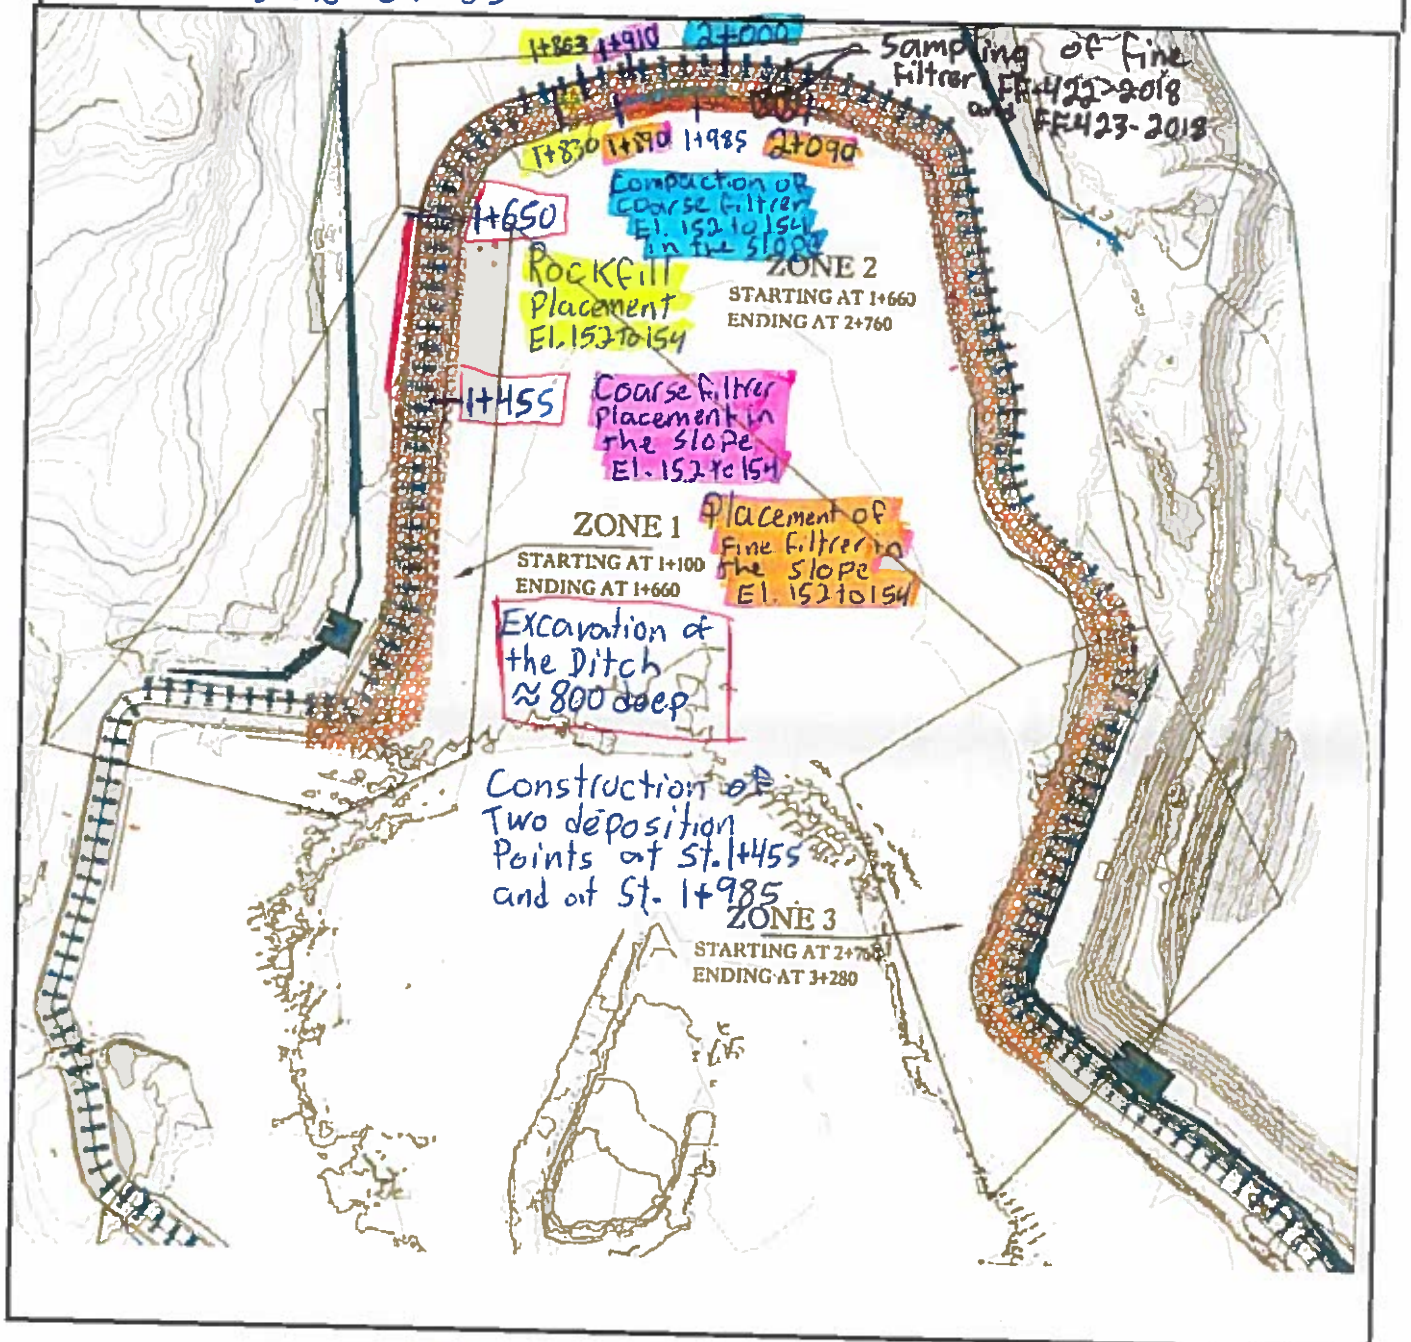 1+863 1+910 2+000
Sampling of fine
Filtrer FF-422-2018
and FF423-2018
1+830 1+890 1+985 2+090
Compaction of
Coarse Filtrer
El. 152 to 154
in the slope
1+650
ZONE 2
STARTING AT 1+660
ENDING AT 2+760
Rockfill
Placement
El. 152 To 154
1+455
Coarse filtrer
placement in
the slope
El. 152 to 154
ZONE 1
STARTING AT 1+100
ENDING AT 1+660
Placement of
Fine filtrer in
the slope
El. 152 to 154
Excavation of
the Ditch
≈ 800 deep
Construction of
Two deposition
Points at St. 1+455
and at St. 1+985.
ZONE 3
STARTING AT 2+760
ENDING AT 3+280